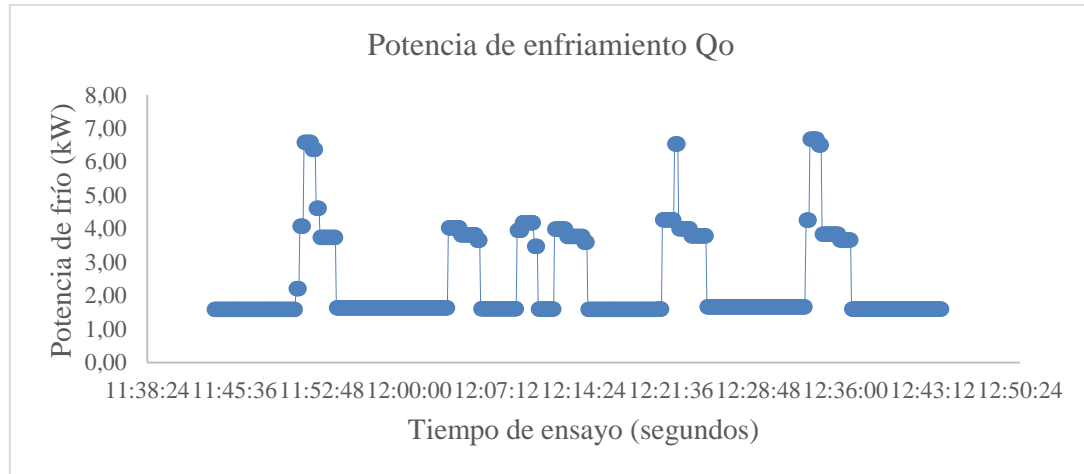 Potencia de enfriamiento Qo
Potencia de frío (kW)
8,00
7,00
6,00
5,00
4,00
3,00
2,00
1,00
0,00
11:38:24 11:45:36 11:52:48 12:00:00 12:07:12 12:14:24 12:21:36 12:28:48 12:36:00 12:43:12 12:50:24
Tiempo de ensayo (segundos)